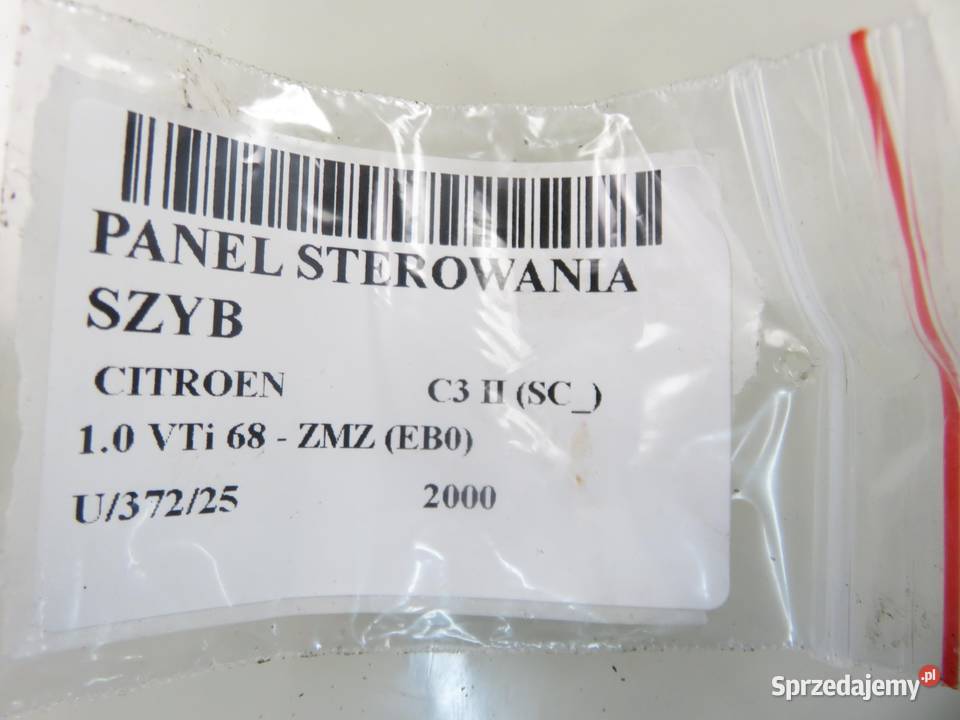 PANEL STEROWANIA
SZYB
CITROEN C3 II (SC_)
1.0 VTi 68 - ZMZ (EB0)
U/372/25 2000
Sprzedajemy.pl